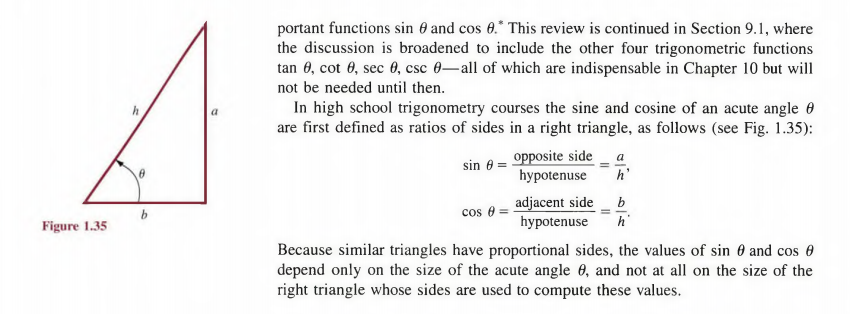 portant functions sin θ and cos θ.* This review is continued in Section 9.1, where
the discussion is broadened to include the other four trigonometric functions
tan θ, cot θ, sec θ, csc θ—all of which are indispensable in Chapter 10 but will
not be needed until then.
In high school trigonometry courses the sine and cosine of an acute angle θ
are first defined as ratios of sides in a right triangle, as follows (see Fig. 1.35):
sin θ = opposite side / hypotenuse = a / h,
cos θ = adjacent side / hypotenuse = b / h.
Because similar triangles have proportional sides, the values of sin θ and cos θ
depend only on the size of the acute angle θ, and not at all on the size of the
right triangle whose sides are used to compute these values.
h
a
θ
b
Figure 1.35